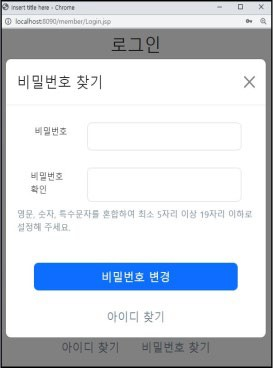 insert title here - Chrome
localhost:8090/member/Login.jsp
로그인
비밀번호 찾기
비밀번호
비밀번호
확인
영문, 숫자, 특수문자를 혼합하여 최소 5자리 이상 19자리 이하로
설정해 주세요.
비밀번호 변경
아이디 찾기
아이디 찾기 비밀번호 찾기